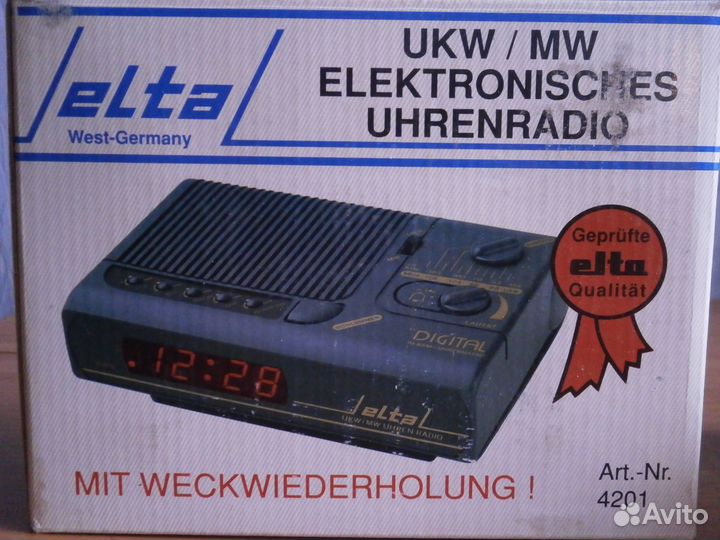 elta
West-Germany
UKW / MW
ELEKTRONISCHES
UHRENRADIO
Geprüfte
elta
Qualität
LAUTST
DIGITAL
.12:28
elta
UKW/MW UHREN RADIO
MIT WECKWIEDERHOLUNG !
Art.-Nr.
4201
Avito